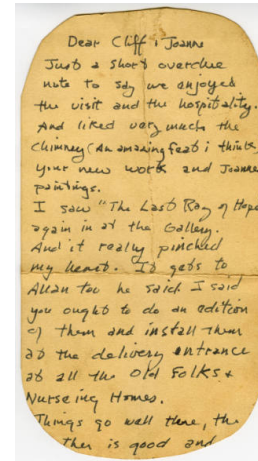 Dear Cliff & Joanne
Just a short overdue
note to say we enjoyed
the visit and the hospitality.
And liked very much the
chimney (An amazing feat i think
your new work and Joanne
paintings.
I saw "The Last Ray of Hope
again in at the Gallery.
And it really pinched
my heart. It gets to
Allan too he said I said
you ought to do an edition
of them and install them
at the delivery entrance
at all the Old Folks &
Nurseing Homes.
Things go well there, the
ther is good and